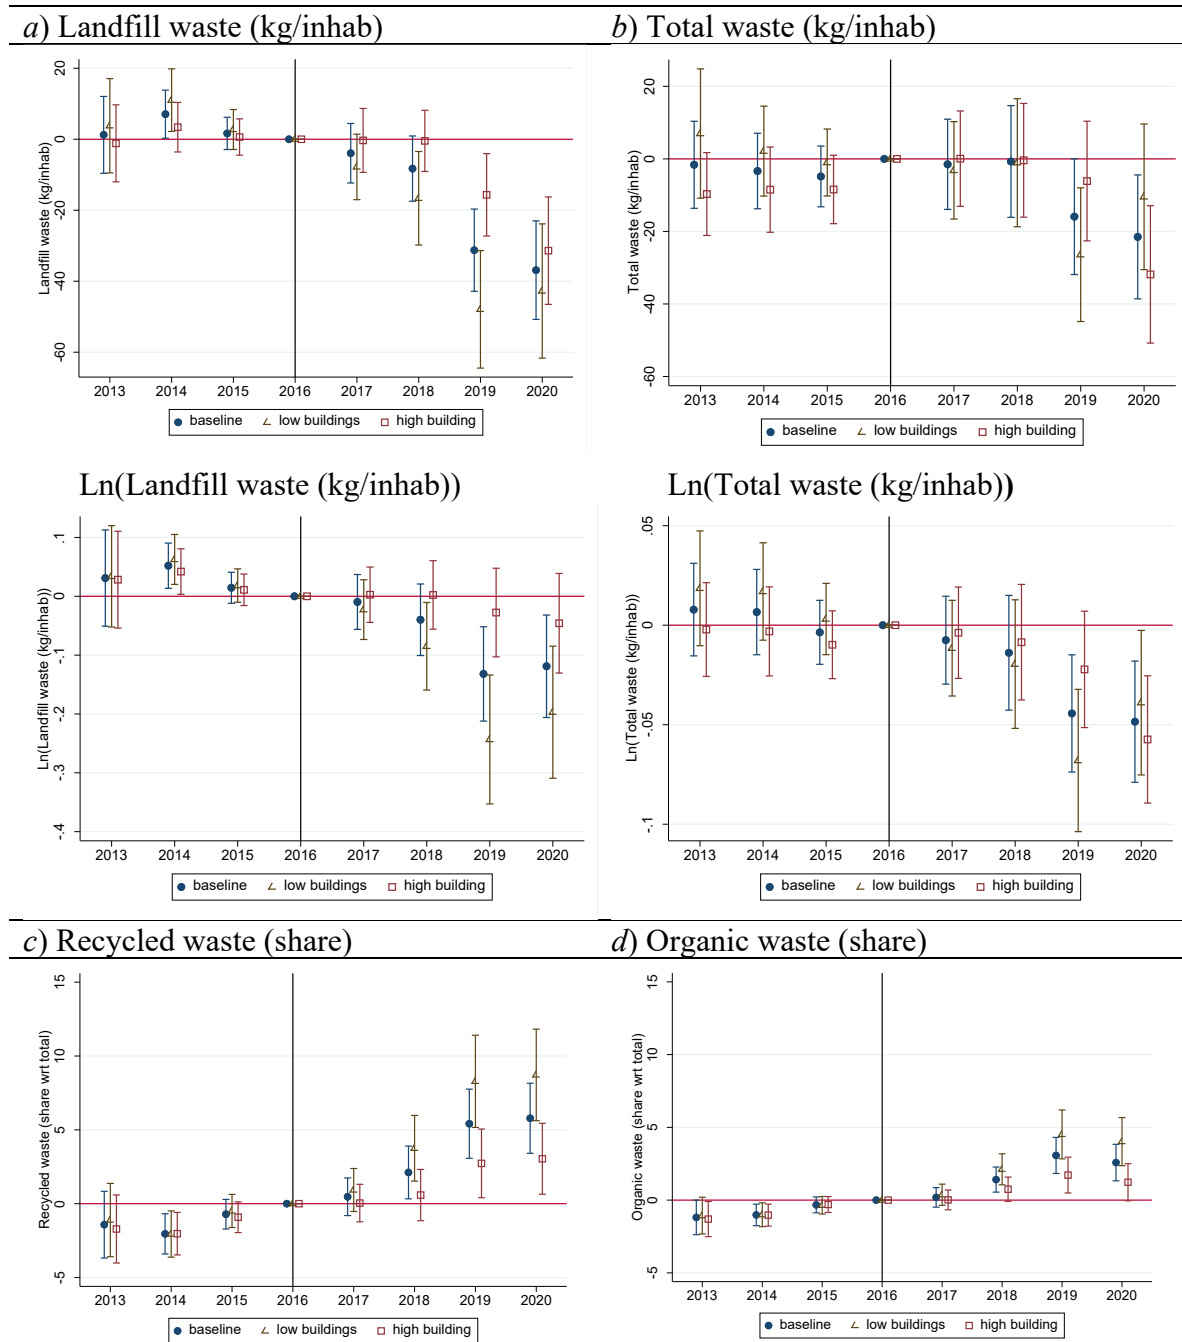 a) Landfill waste (kg/inhab)
b) Total waste (kg/inhab)
Landfill waste (kg/inhab)
20
0
-20
-40
-60
2013 2014 2015 2016 2017 2018 2019 2020
baseline low buildings high building
Total waste (kg/inhab)
20
0
-20
-40
-60
2013 2014 2015 2016 2017 2018 2019 2020
baseline low buildings high building
Ln(Landfill waste (kg/inhab))
Ln(Total waste (kg/inhab))
Ln(Landfill waste (kg/inhab))
.1
0
-.1
-.2
-.3
-.4
2013 2014 2015 2016 2017 2018 2019 2020
baseline low buildings high building
Ln(Total waste (kg/inhab))
.05
0
-.05
-.1
2013 2014 2015 2016 2017 2018 2019 2020
baseline low buildings high building
c) Recycled waste (share)
d) Organic waste (share)
Recycled waste (share wrt total)
15
10
5
0
-5
2013 2014 2015 2016 2017 2018 2019 2020
baseline low buildings high building
Organic waste (share wrt total)
15
10
5
0
-5
2013 2014 2015 2016 2017 2018 2019 2020
baseline low buildings high building